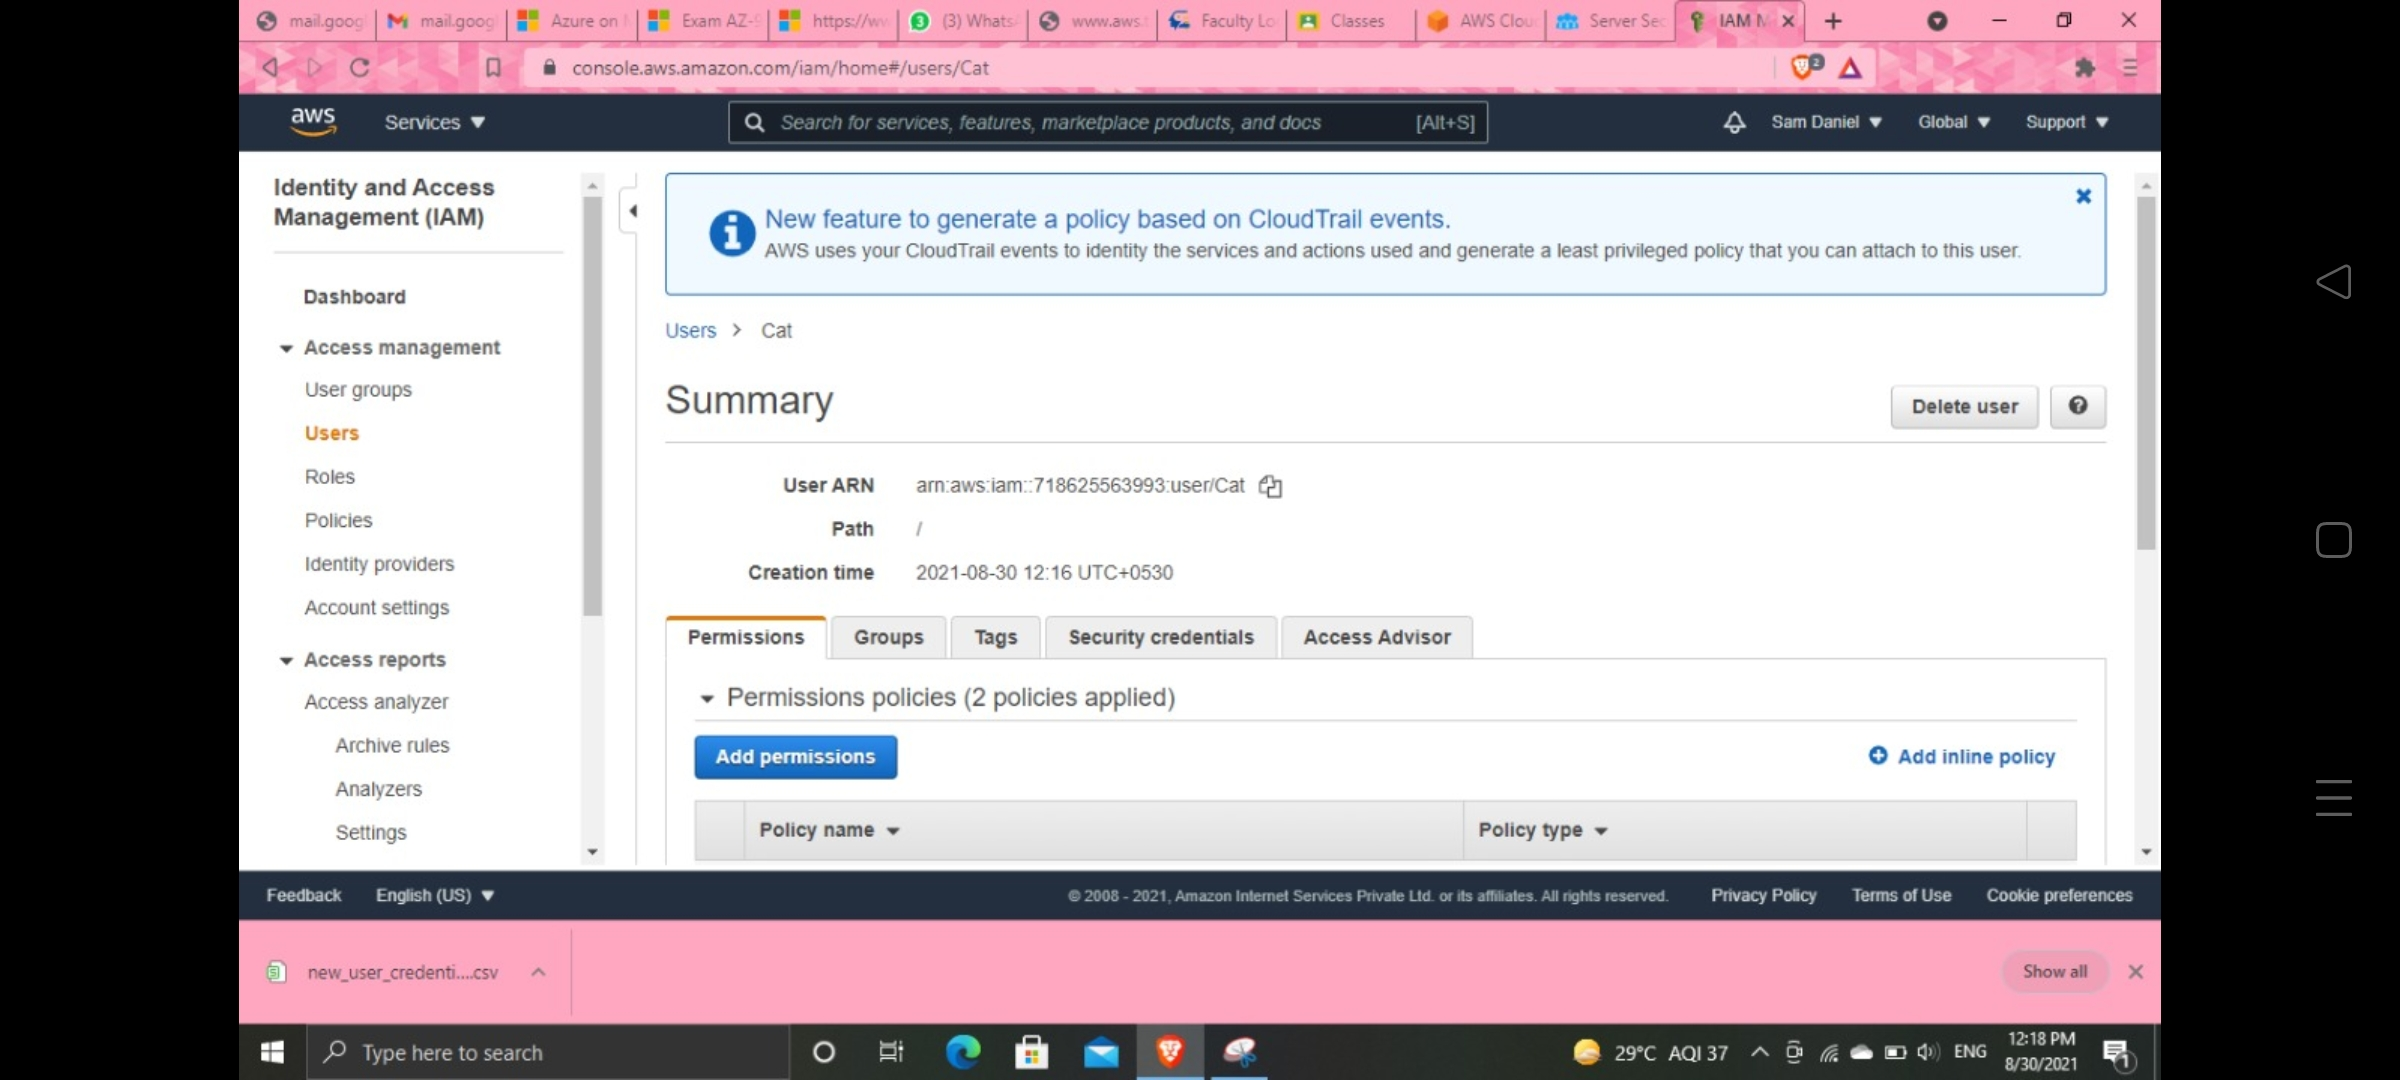 mail.goog
mail.goog
Azure on
Exam AZ-9
https://ww
(3) Whats
www.aws.t
Faculty Lo
Classes
AWS Clou
Server Sec
IAM M
console.aws.amazon.com/iam/home#/users/Cat
2
aws
Services
Search for services, features, marketplace products, and docs
[Alt+S]
Sam Daniel
Global
Support
Identity and Access
Management (IAM)
Dashboard
Access management
User groups
Users
Roles
Policies
Identity providers
Account settings
Access reports
Access analyzer
Archive rules
Analyzers
Settings
New feature to generate a policy based on CloudTrail events.
AWS uses your CloudTrail events to identity the services and actions used and generate a least privileged policy that you can attach to this user.
Users > Cat
Summary
Delete user
User ARN arn:aws:iam::718625563993:user/Cat
Path /
Creation time 2021-08-30 12:16 UTC+0530
Permissions
Groups
Tags
Security credentials
Access Advisor
Permissions policies (2 policies applied)
Add permissions
Add inline policy
Policy name
Policy type
Feedback
English (US)
© 2008 - 2021, Amazon Internet Services Private Ltd. or its affiliates. All rights reserved.
Privacy Policy
Terms of Use
Cookie preferences
new_user_credenti....csv
Show all
Type here to search
29°C AQI 37
ENG
12:18 PM
8/30/2021
1